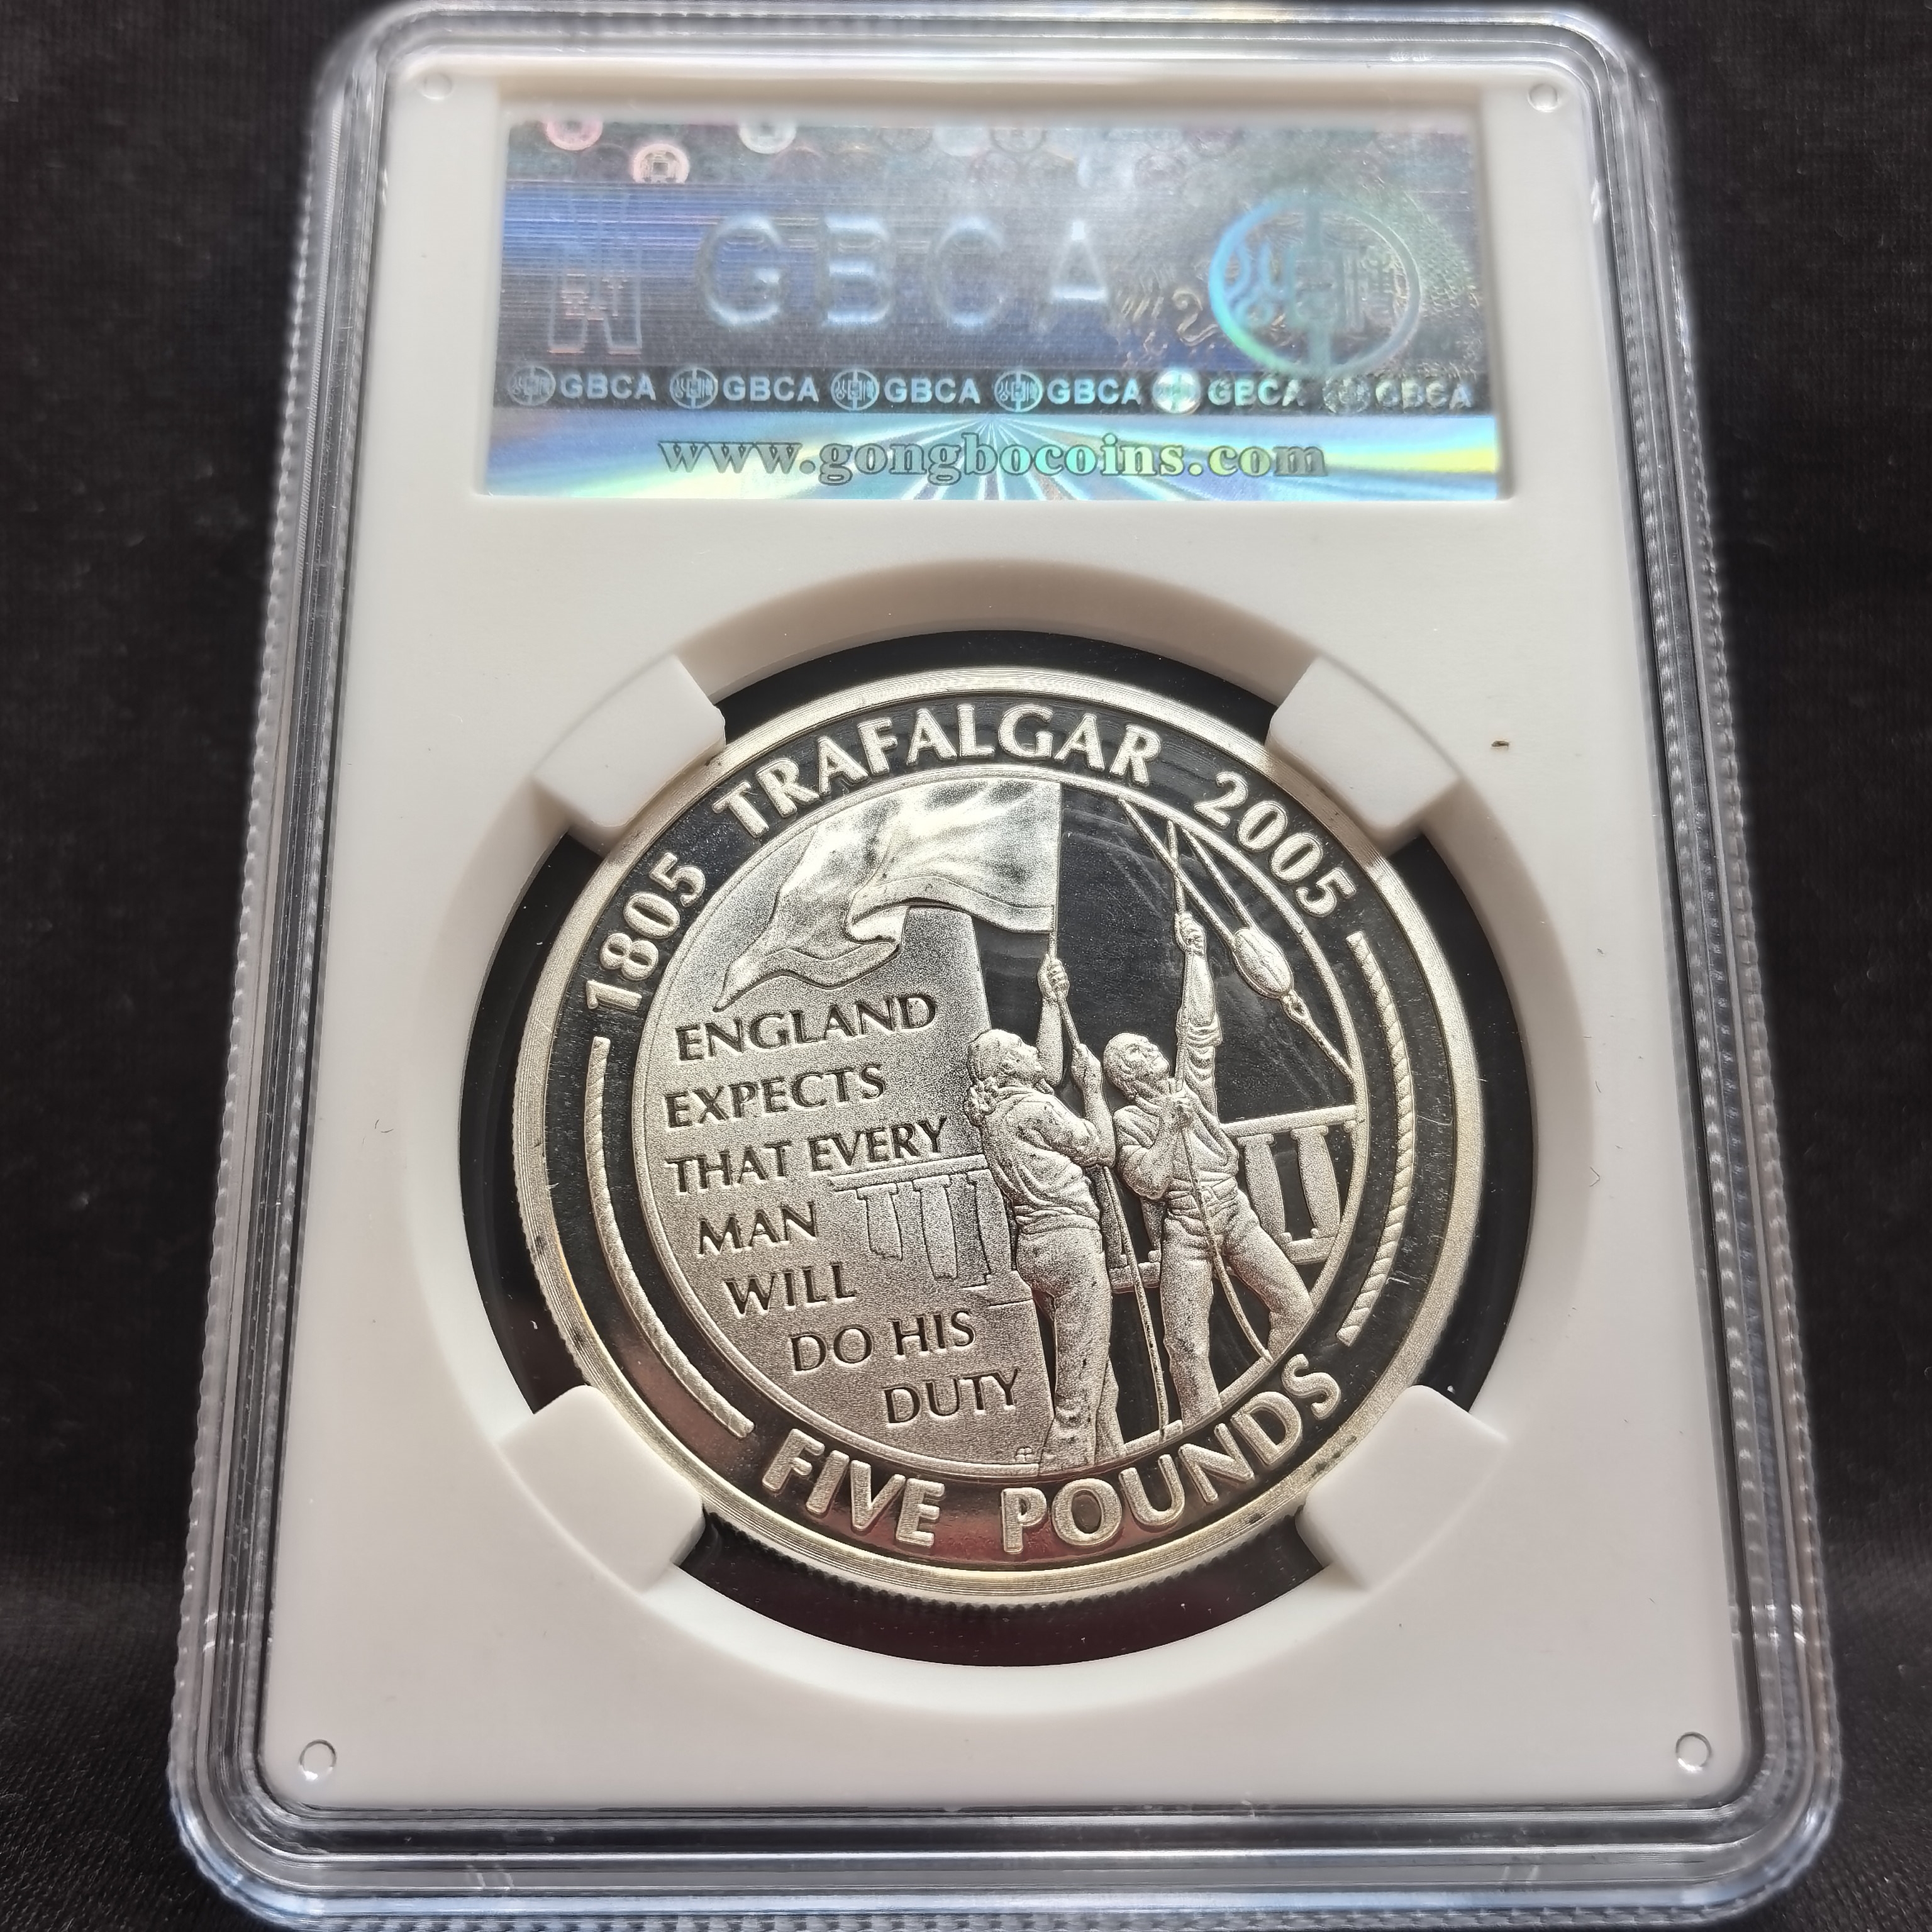 GBCA
GBCA GBCA GBCA GBCA GBCA GBCA
www.gongbocoins.com
1805 TRAFALGAR 2005
ENGLAND
EXPECTS
THAT EVERY
MAN
WILL
DO HIS
DUTY
FIVE POUNDS